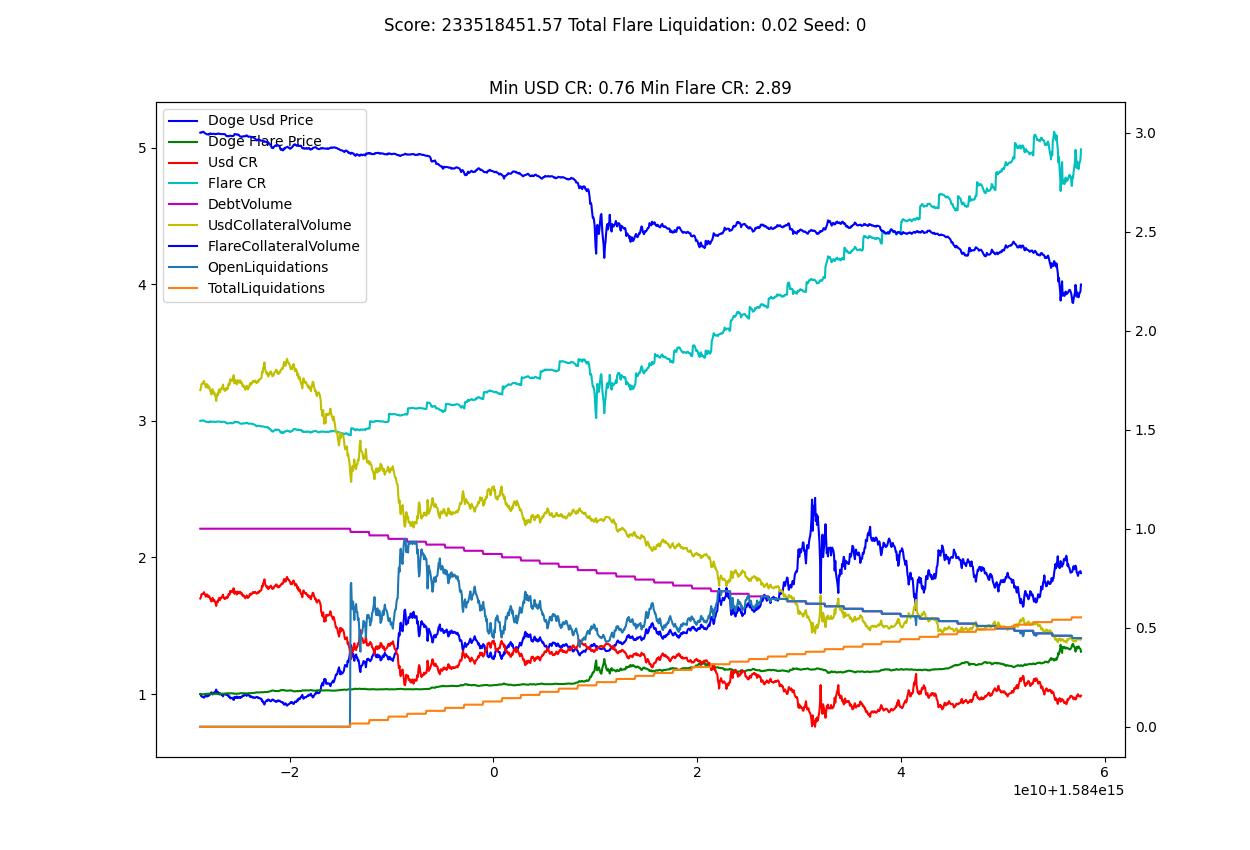 Score: 233518451.57 Total Flare Liquidation: 0.02 Seed: 0
Min USD CR: 0.76 Min Flare CR: 2.89
Doge Usd Price
Doge Flare Price
Usd CR
Flare CR
DebtVolume
UsdCollateralVolume
FlareCollateralVolume
OpenLiquidations
TotalLiquidations
5
4
3
2
1
3.0
2.5
2.0
1.5
1.0
0.5
0.0
−2 0 2 4 6
1e10+1.584e15